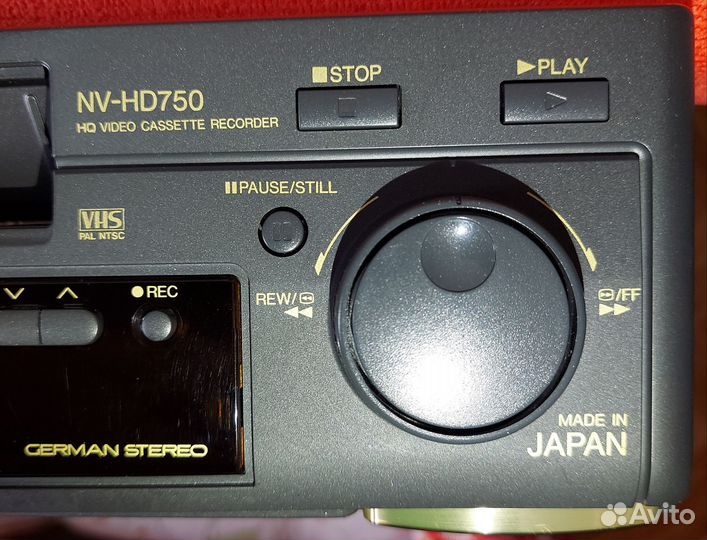 ■STOP
▶PLAY
NV-HD750
HQ VIDEO CASSETTE RECORDER
PAUSE/STILL
VHS
PAL NTSC
●REC
REW/
/FF
GERMAN STEREO
MADE IN
JAPAN
Avito